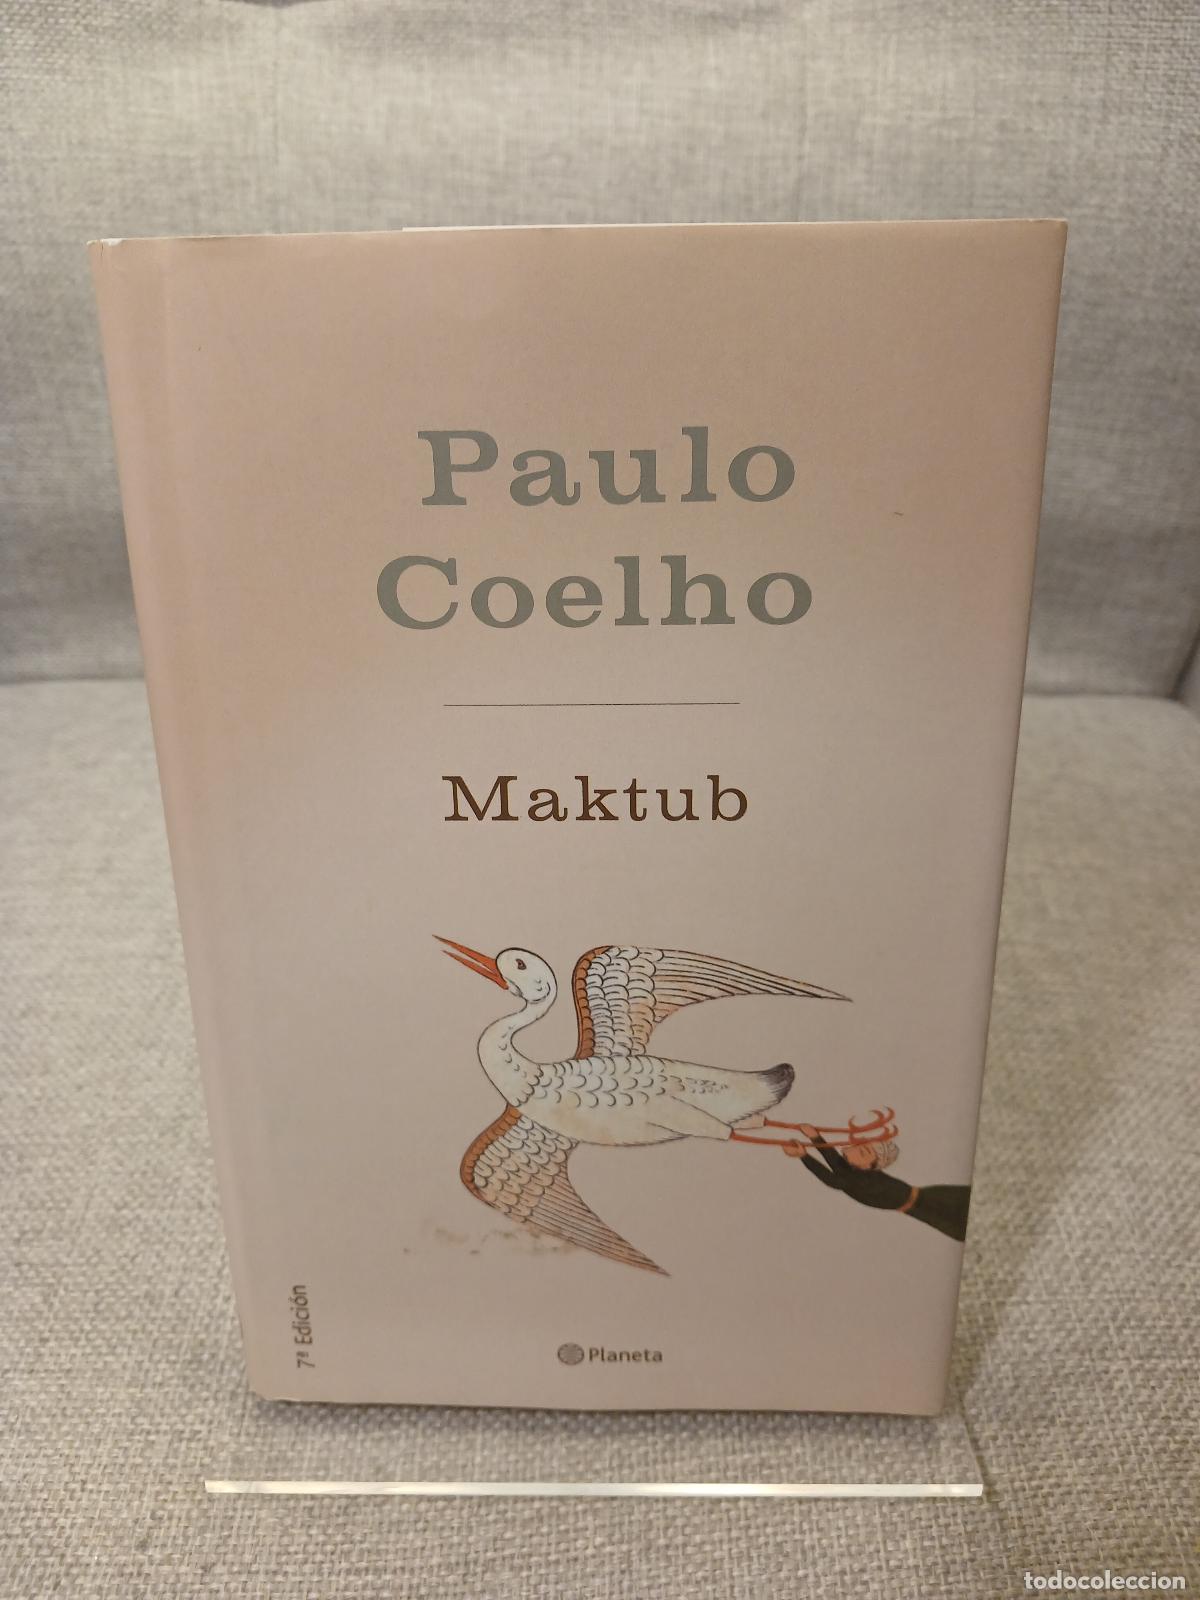 Paulo
Coelho
Maktub
7ª Edición
Planeta
todocoleccion